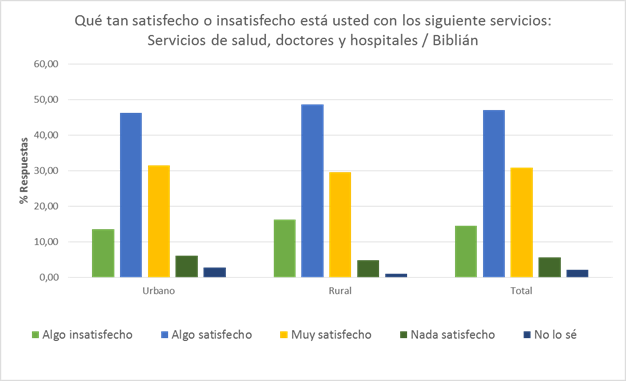 Qué tan satisfecho o insatisfecho está usted con los siguiente servicios:
Servicios de salud, doctores y hospitales / Biblián
60,00
50,00
40,00
30,00
20,00
10,00
0,00
% Respuestas
Urbano
Rural
Total
Algo insatisfecho
Algo satisfecho
Muy satisfecho
Nada satisfecho
No lo sé